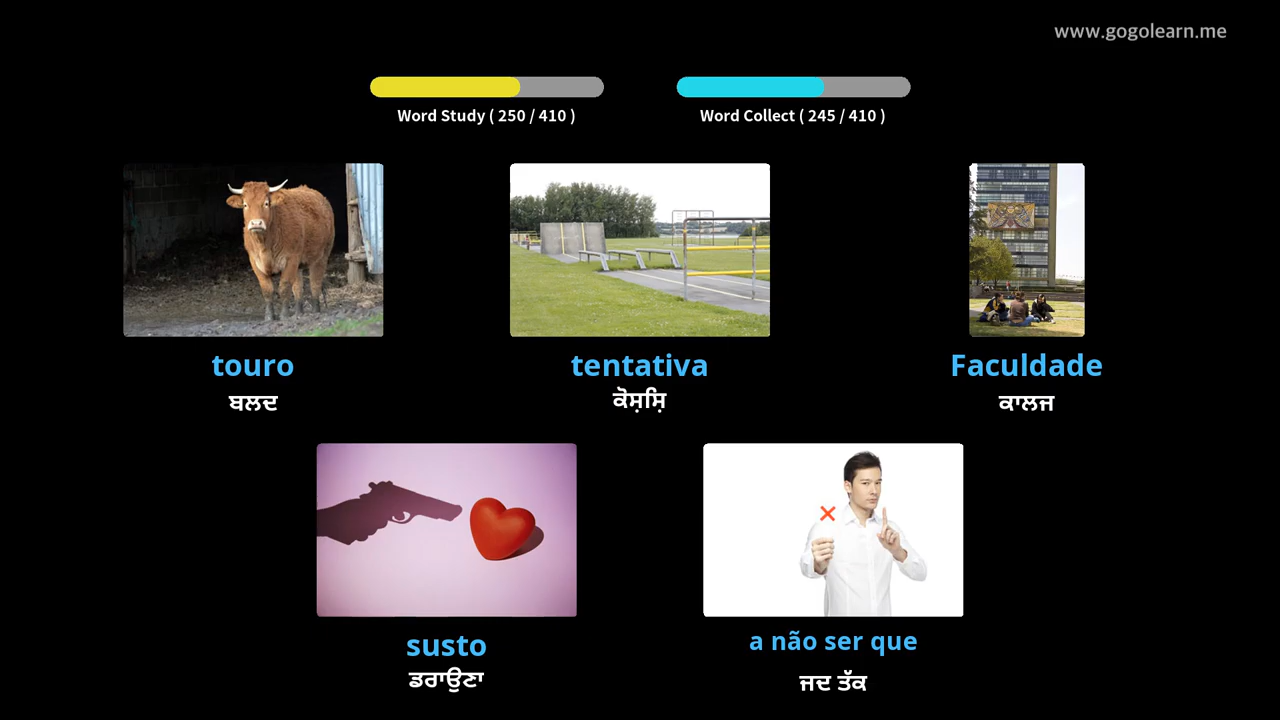 www.gogolearn.me
Word Study ( 250 / 410 )
Word Collect ( 245 / 410 )
touro
ਬਲਦ
tentativa
ਕੋਸ਼ਸ਼ਿ
Faculdade
ਕਾਲਜ
susto
ਡਰਾਉਣਾ
a não ser que
ਜਦ ਤੱਕ